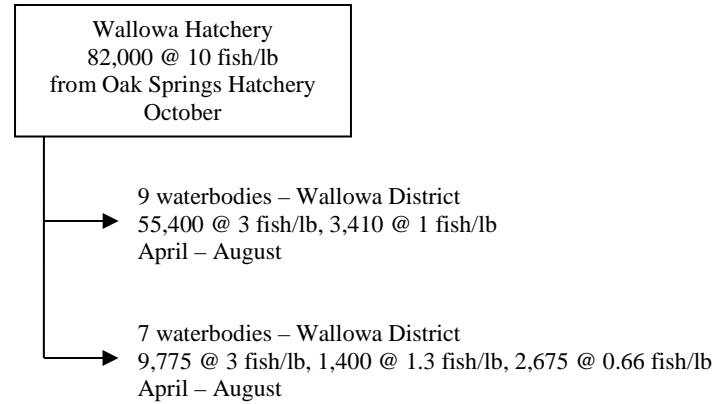 Wallowa Hatchery
82,000 @ 10 fish/lb
from Oak Springs Hatchery
October
9 waterbodies – Wallowa District
55,400 @ 3 fish/lb, 3,410 @ 1 fish/lb
April – August
7 waterbodies – Wallowa District
9,775 @ 3 fish/lb, 1,400 @ 1.3 fish/lb, 2,675 @ 0.66 fish/lb
April – August